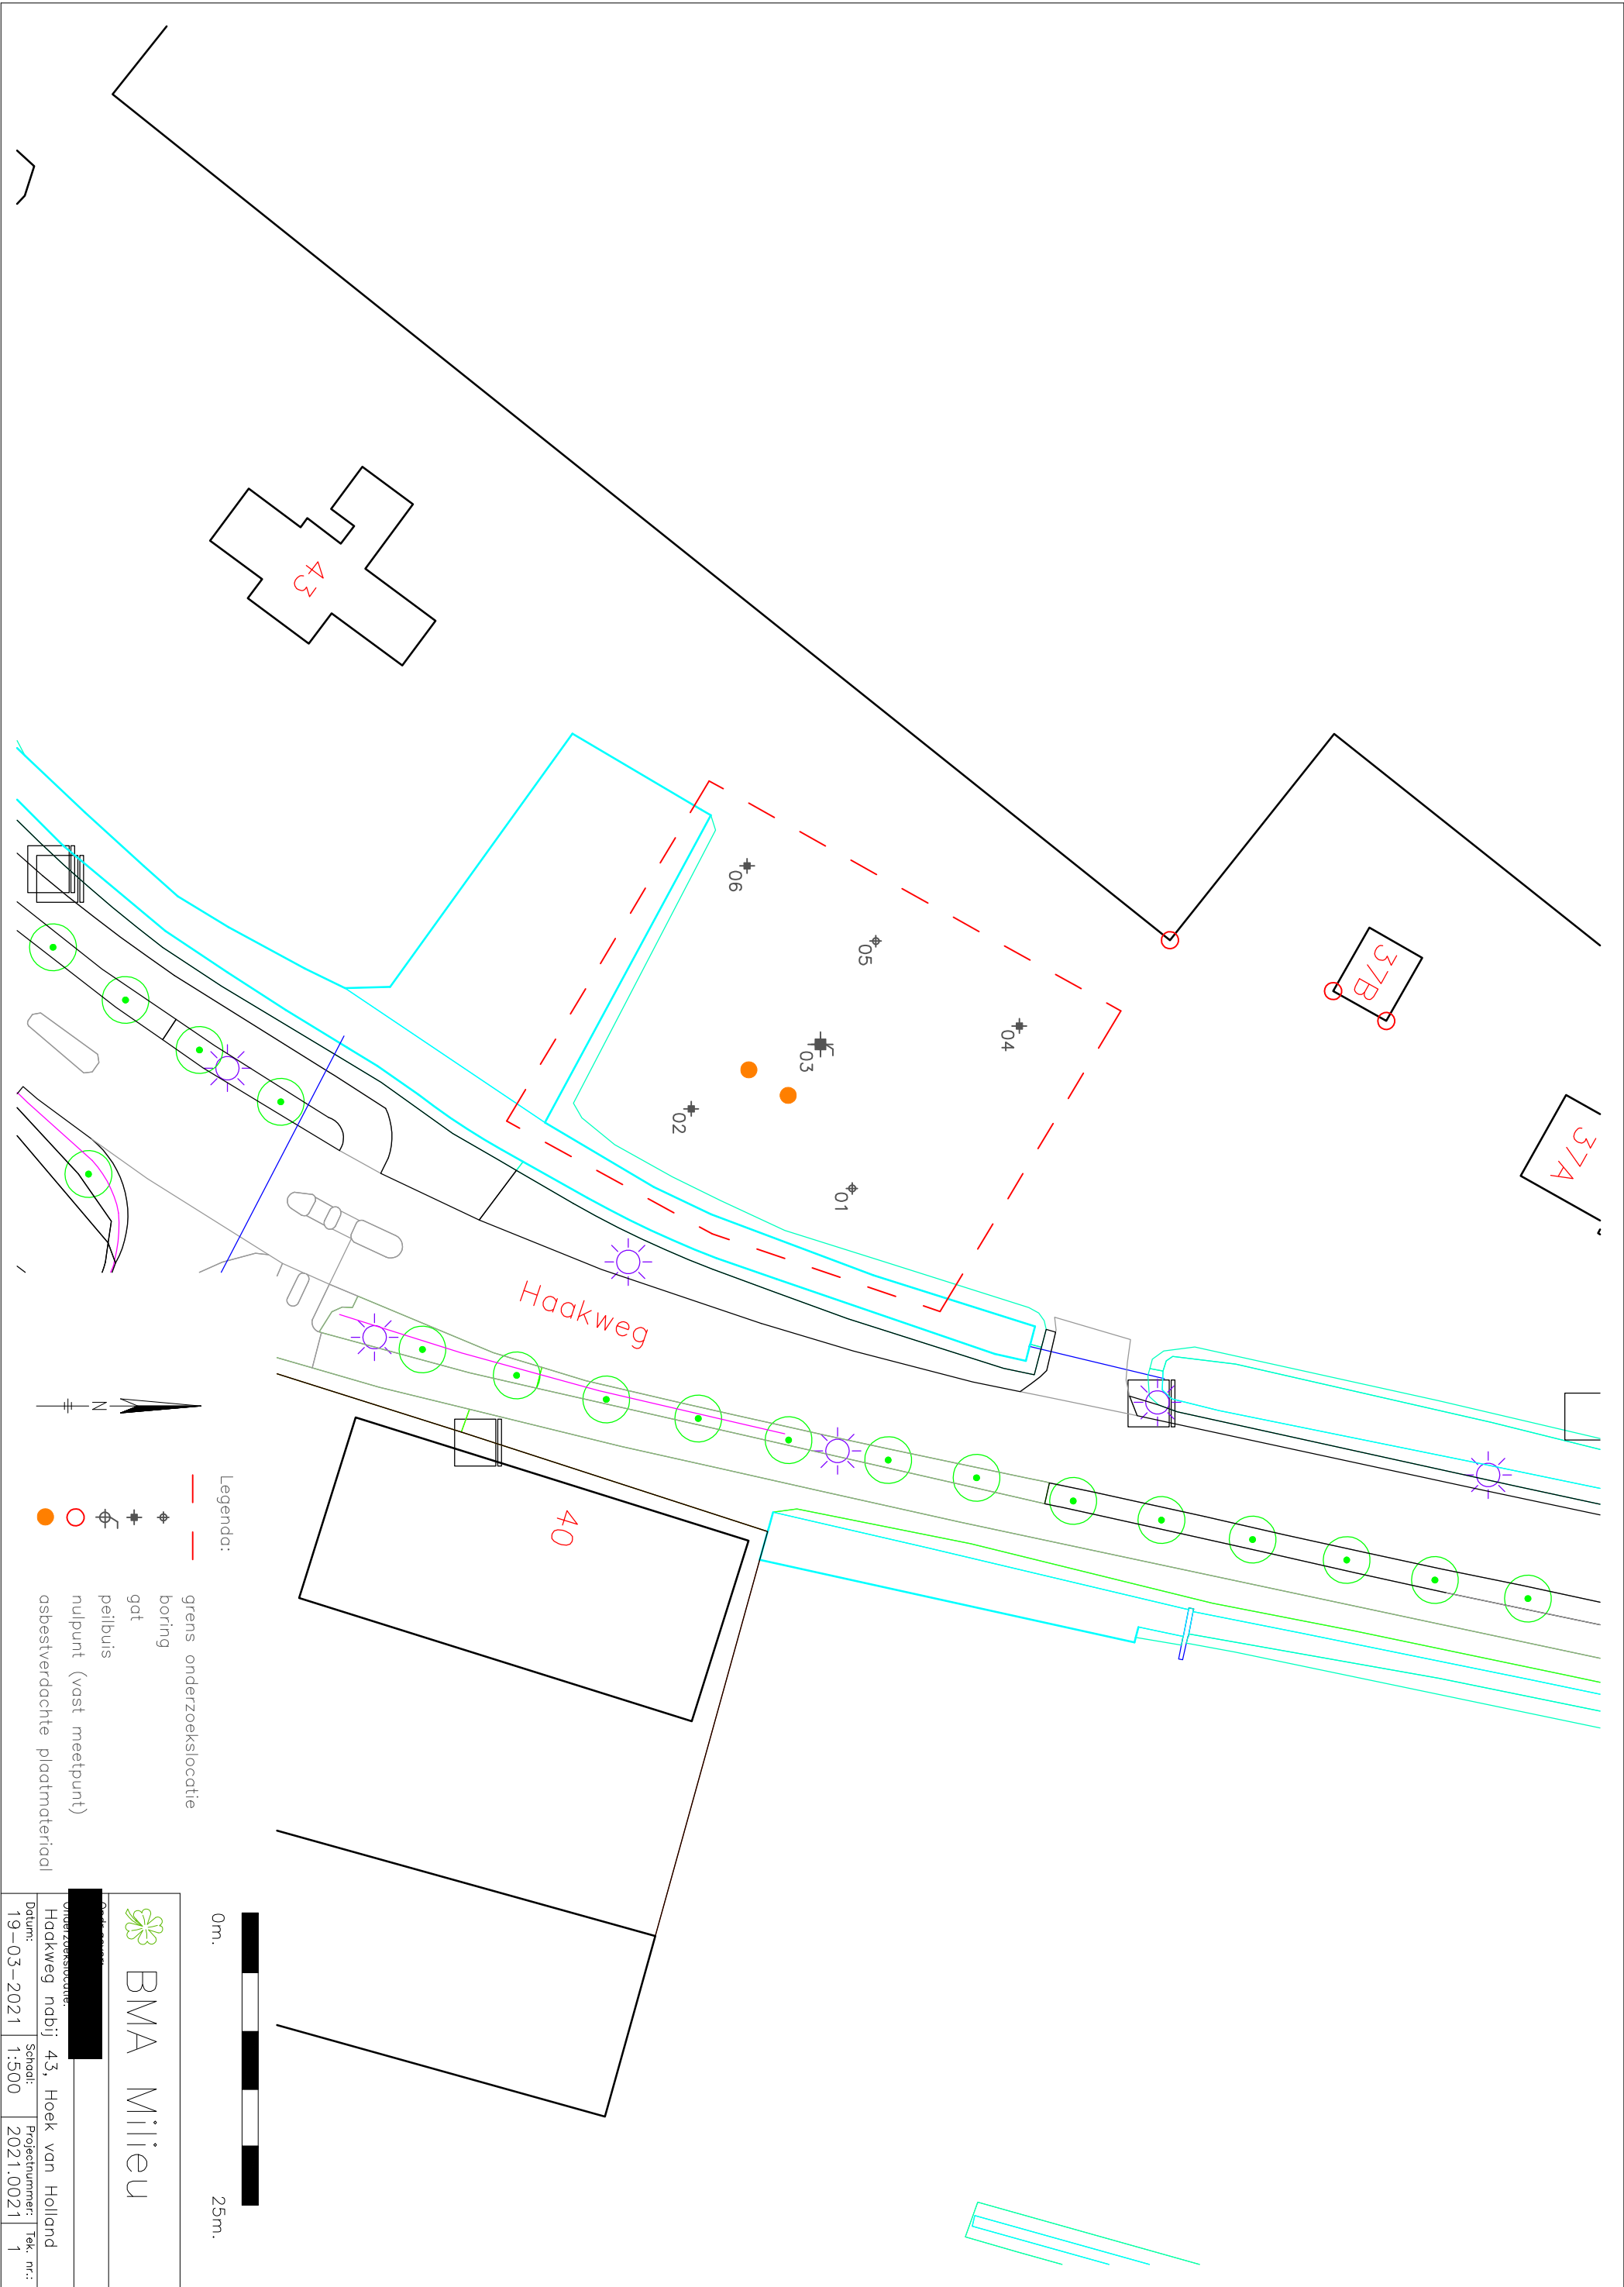 37A
37B
04
01
05
03
06
02
Haakweg
43
40
N
Legenda:
grens onderzoekslocatie
boring
gat
peilbuis
nulpunt (vast meetpunt)
asbestverdachte plaatmateriaal
0m. 25m.
BMA Milieu
Onderzoekslocatie:
Haakweg nabij 43, Hoek van Holland
Datum: Schaal: Projectnummer: Tek. nr.:
19-03-2021 1:500 2021.0021 1